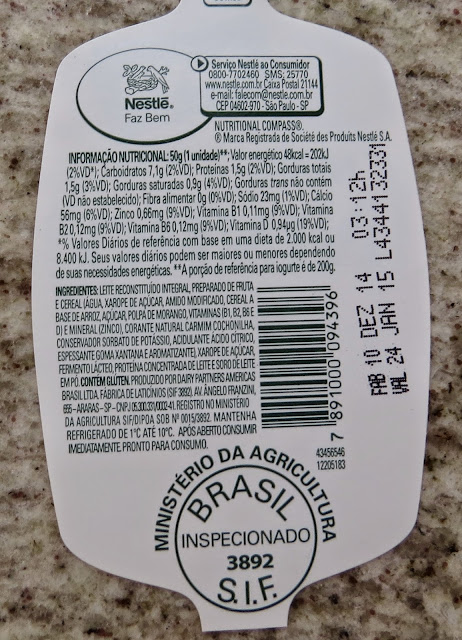 Nestlé®
Faz Bem
Serviço Nestlé ao Consumidor
0800-7702460 SMS: 25770
www.nestle.com.br Caixa Postal 21144
e-mail: falecom@nestle.com.br
CEP 04602-970 - São Paulo - SP
NUTRITIONAL COMPASS®.
® Marca Registrada de Société des Produits Nestlé S.A.
INFORMAÇÃO NUTRICIONAL: 50g (1 unidade)**; Valor energético 48kcal = 202kJ
(2%VD*); Carboidratos 7,1g (2%VD); Proteínas 1,5g (2%VD); Gorduras totais
1,5g (3%VD); Gorduras saturadas 0,9g (4%VD); Gorduras trans não contém
(VD não estabelecido); Fibra alimentar 0g (0%VD); Sódio 23mg (1%VD); Cálcio
56mg (6%VD); Zinco 0,66mg (9%VD); Vitamina B1 0,11mg (9%VD); Vitamina
B2 0,12mg (9%VD); Vitamina B6 0,12mg (9%VD); Vitamina D 0,94µg (19%VD);
*% Valores Diários de referência com base em uma dieta de 2.000 kcal ou
8.400 kJ. Seus valores diários podem ser maiores ou menores dependendo
de suas necessidades energéticas. **A porção de referência para iogurte é de 200g.
INGREDIENTES: LEITE RECONSTITUÍDO INTEGRAL, PREPARADO DE FRUTA
E CEREAL (ÁGUA, XAROPE DE AÇÚCAR, AMIDO MODIFICADO, CEREAL A
BASE DE ARROZ, AÇÚCAR, POLPA DE MORANGO, VITAMINAS (B1, B2, B6 E
D) E MINERAL (ZINCO), CORANTE NATURAL CARMIM COCHONILHA,
CONSERVADOR SORBATO DE POTASSIO, ACIDULANTE ÁCIDO CÍTRICO,
ESPESSANTE GOMA XANTANA E AROMATIZANTE), XAROPE DE AÇÚCAR,
FERMENTO LÁCTEO, PROTEÍNA CONCENTRADA DE LEITE E SORO DE LEITE
EM PÓ. CONTÉM GLÚTEN. PRODUZIDO POR DAIRY PARTNERS AMERICAS
BRASIL LTDA. FABRICA DE LATICÍNIOS (SIF 3892). AV. ÂNGELO FRANZINI,
655 - ARARAS - SP - CNPJ 05.300.331/0002-41. REGISTRO NO MINISTÉRIO
DA AGRICULTURA SIF/DIPOA SOB Nº 0015/3892. MANTENHA
REFRIGERADO DE 1°C ATÉ 10°C. APÓS ABERTO CONSUMIR
IMEDIATAMENTE. PRONTO PARA CONSUMO.
7 891000 094396
43456546
12205183
FAB 10 DEZ 14 03:12h
VAL 24 JAN 15 L4344132331
MINISTÉRIO DA AGRICULTURA
BRASIL
INSPECIONADO
3892
S.I.F.